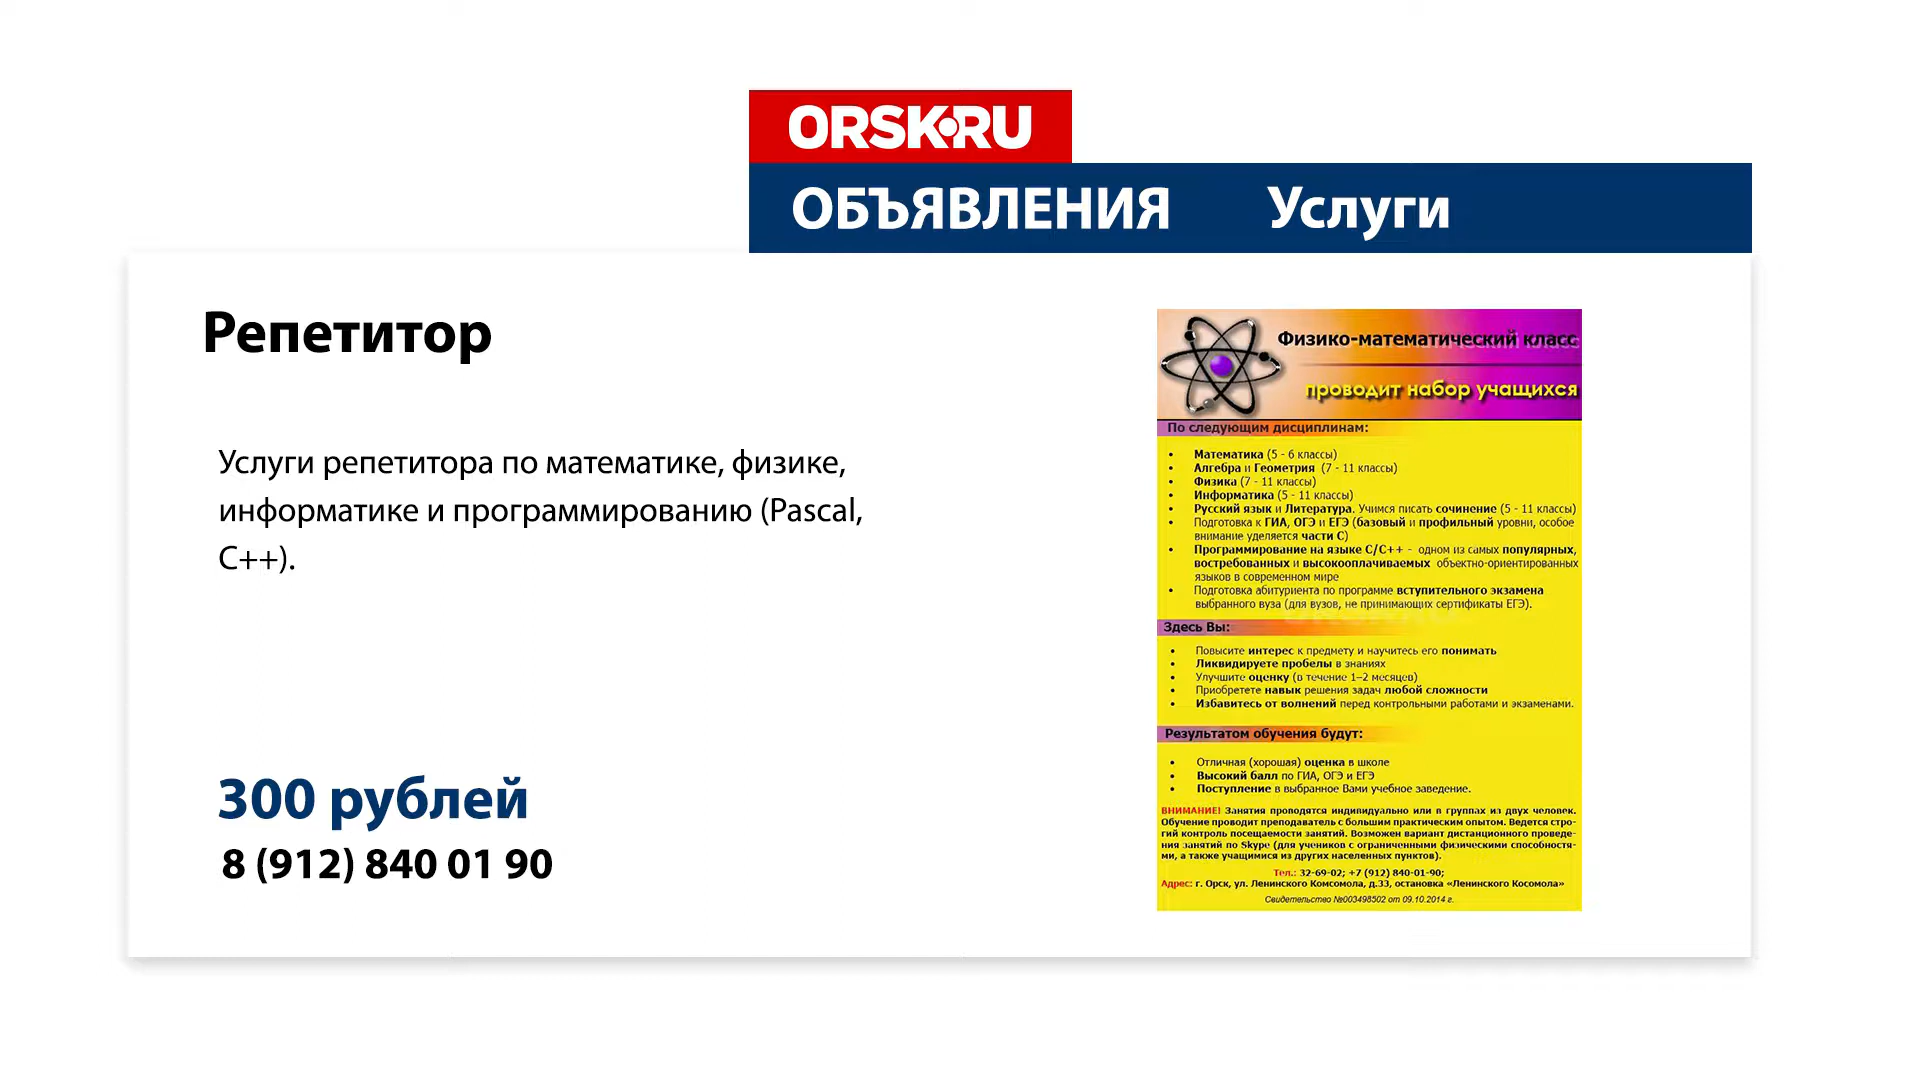 ORSK.RU
ОБЪЯВЛЕНИЯ Услуги
Репетитор
Услуги репетитора по математике, физике,
информатике и программированию (Pascal,
C++).
300 рублей
8 (912) 840 01 90
Физико-математический класс
проводит набор учащихся
По следующим дисциплинам:
• Математика (5 - 6 классы)
• Алгебра и Геометрия (7 - 11 классы)
• Физика (7 - 11 классы)
• Информатика (5 - 11 классы)
• Русский язык и Литература. Учимся писать сочинение (5 - 11 классы)
• Подготовка к ГИА, ОГЭ и ЕГЭ (базовый и профильный уровни, особое
внимание уделяется части С)
• Программирование на языке С/С++ - одном из самых популярных,
востребованных и высокооплачиваемых объектно-ориентированных
языков в современном мире
• Подготовка абитуриента по программе вступительного экзамена
выбранного вуза (для вузов, не принимающих сертификаты ЕГЭ).
Здесь Вы:
• Повысите интерес к предмету и научитесь его понимать
• Ликвидируете пробелы в знаниях
• Улучшите оценку (в течение 1–2 месяцев)
• Приобретете навык решения задач любой сложности
• Избавитесь от волнений перед контрольными работами и экзаменами.
Результатом обучения будут:
• Отличная (хорошая) оценка в школе
• Высокий балл по ГИА, ОГЭ и ЕГЭ
• Поступление в выбранное Вами учебное заведение.
ВНИМАНИЕ! Занятия проводятся индивидуально или в группах из двух человек.
Обучение проводит преподаватель с большим практическим опытом. Ведется стро-
гий контроль посещаемости занятий. Возможен вариант дистанционного проведе-
ния занятий по Skype (для учеников с ограниченными физическими способностя-
ми, а также учащимися из других населенных пунктов).
Тел.: 32-69-02; +7 (912) 840-01-90;
Адрес: г. Орск, ул. Ленинского Комсомола, д.33, остановка «Ленинского Косомола»
Свидетельство №003498502 от 09.10.2014 г.